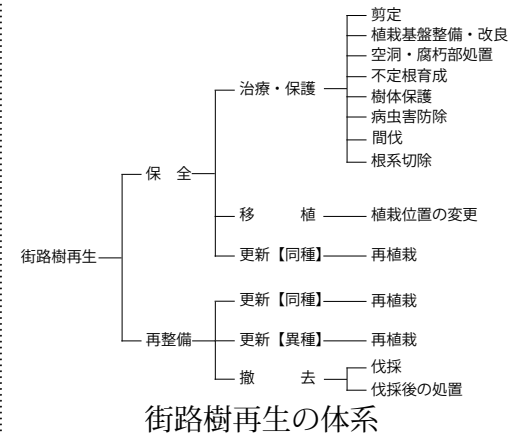 剪定
植栽基盤整備・改良
空洞・腐朽部処置
不定根育成
治療・保護
樹体保護
病虫害防除
間伐
根系切除
保　全
移　　植
植栽位置の変更
更新【同種】
再植栽
街路樹再生
更新【同種】
再植栽
再整備
更新【異種】
再植栽
撤　　去
伐採
伐採後の処置
街路樹再生の体系